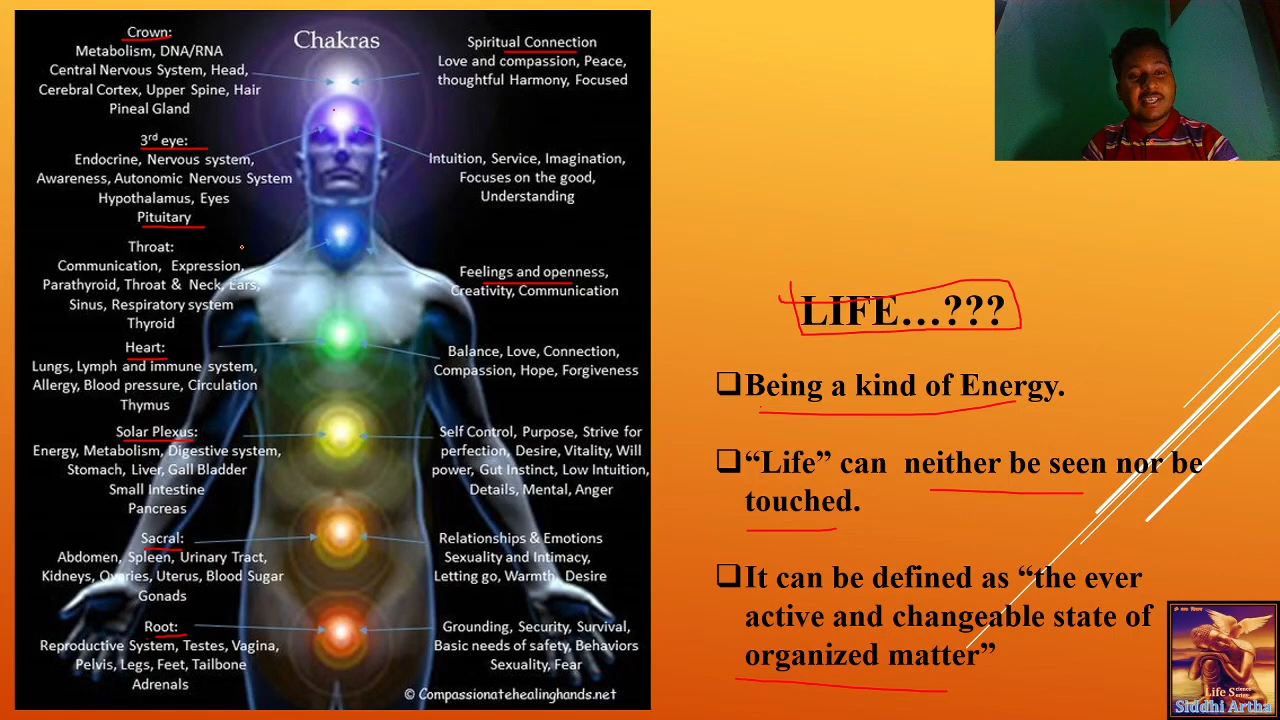 Chakras
Crown:
Metabolism, DNA/RNA
Central Nervous System, Head,
Cerebral Cortex, Upper Spine, Hair
Pineal Gland
3rd eye:
Endocrine, Nervous system,
Awareness, Autonomic Nervous System
Hypothalamus, Eyes
Pituitary
Throat:
Communication, Expression,
Parathyroid, Throat & Neck, Ears,
Sinus, Respiratory system
Thyroid
Heart:
Lungs, Lymph and immune system,
Allergy, Blood pressure, Circulation
Thymus
Solar Plexus:
Energy, Metabolism, Digestive system,
Stomach, Liver, Gall Bladder
Small Intestine
Pancreas
Sacral:
Abdomen, Spleen, Urinary Tract,
Kidneys, Ovaries, Uterus, Blood Sugar
Gonads
Root:
Reproductive System, Testes, Vagina,
Pelvis, Legs, Feet, Tailbone
Adrenals
Spiritual Connection
Love and compassion, Peace,
thoughtful Harmony, Focused
Intuition, Service, Imagination,
Focuses on the good,
Understanding
Feelings and openness,
Creativity, Communication
Balance, Love, Connection,
Compassion, Hope, Forgiveness
Self Control, Purpose, Strive for
perfection, Desire, Vitality, Will
power, Gut Instinct, Low Intuition,
Details, Mental, Anger
Relationships & Emotions
Sexuality and Intimacy,
Letting go, Warmth, Desire
Grounding, Security, Survival,
Basic needs of safety, Behaviors
Sexuality, Fear
© Compassionatehealinghands.net
LIFE…???
❑Being a kind of Energy.
❑“Life” can neither be seen nor be
touched.
❑It can be defined as “the ever
active and changeable state of
organized matter”
Life Science
Series
Siddhi Artha